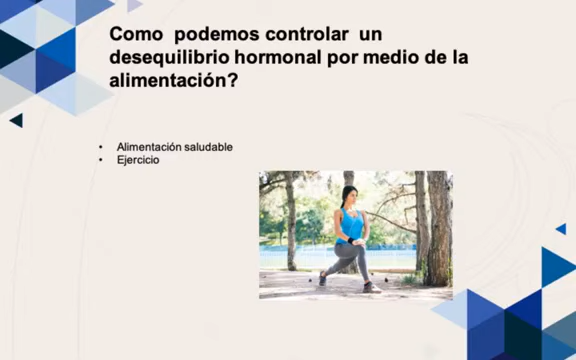 Como podemos controlar un
desequilibrio hormonal por medio de la
alimentación?
• Alimentación saludable
• Ejercicio